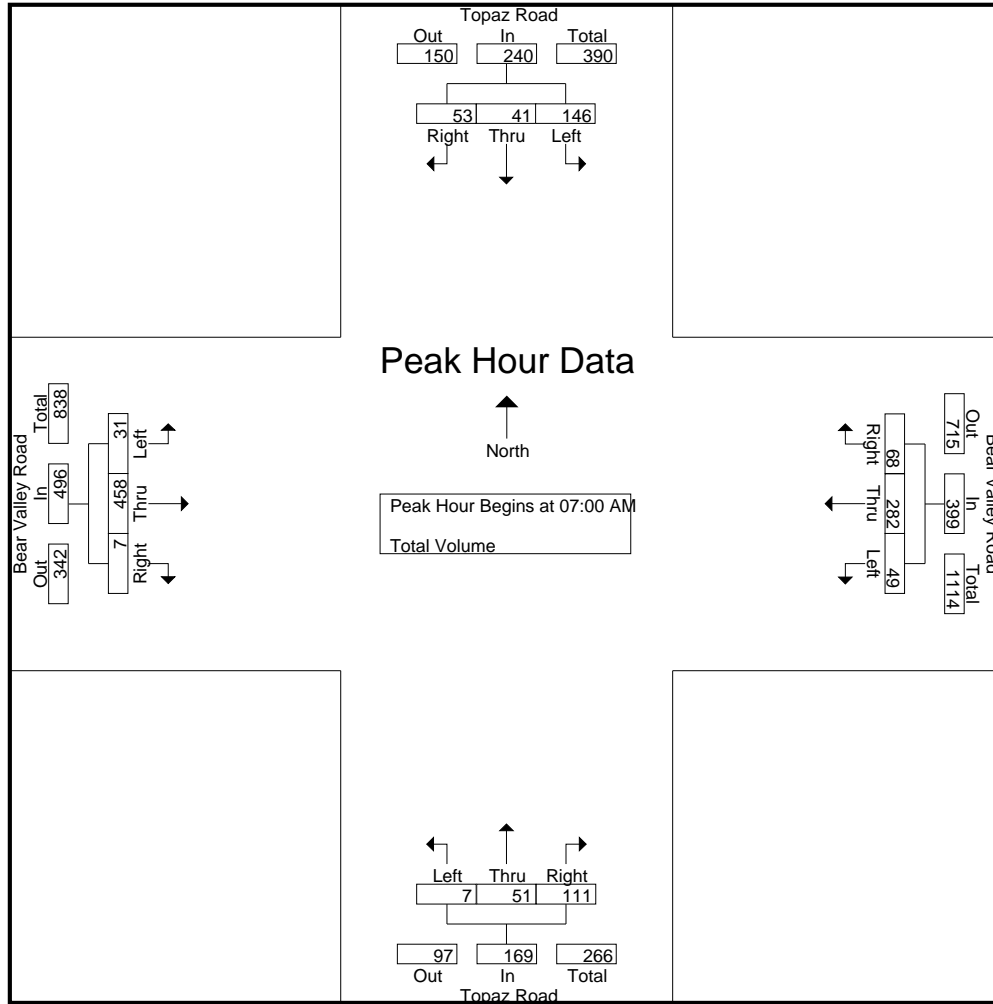 Topaz Road
Out In Total
150 240 390
53 41 146
Right Thru Left
Peak Hour Data
North
Peak Hour Begins at 07:00 AM
Total Volume
Bear Valley Road
Total In Out
838 496 342
31 458 7
Left Thru Right
Right Thru Left
68 282 49
Out In Total
715 399 1114
Bear Valley Road
Left Thru Right
7 51 111
97 169 266
Out In Total
Topaz Road